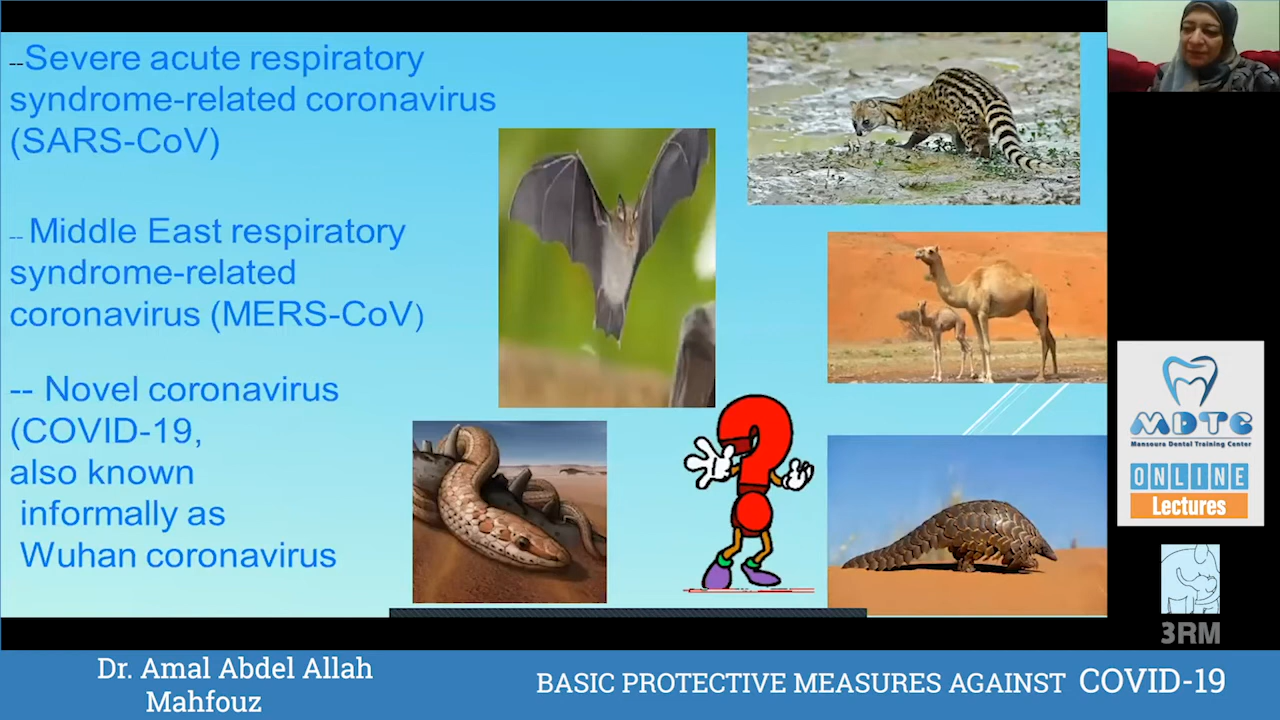 --Severe acute respiratory
syndrome-related coronavirus
(SARS-CoV)
-- Middle East respiratory
syndrome-related
coronavirus (MERS-CoV)
-- Novel coronavirus
(COVID-19,
also known
informally as
Wuhan coronavirus
MDTC
Mansoura Dental Training Center
ONLINE
Lectures
3RM
Dr. Amal Abdel Allah
Mahfouz
BASIC PROTECTIVE MEASURES AGAINST COVID-19